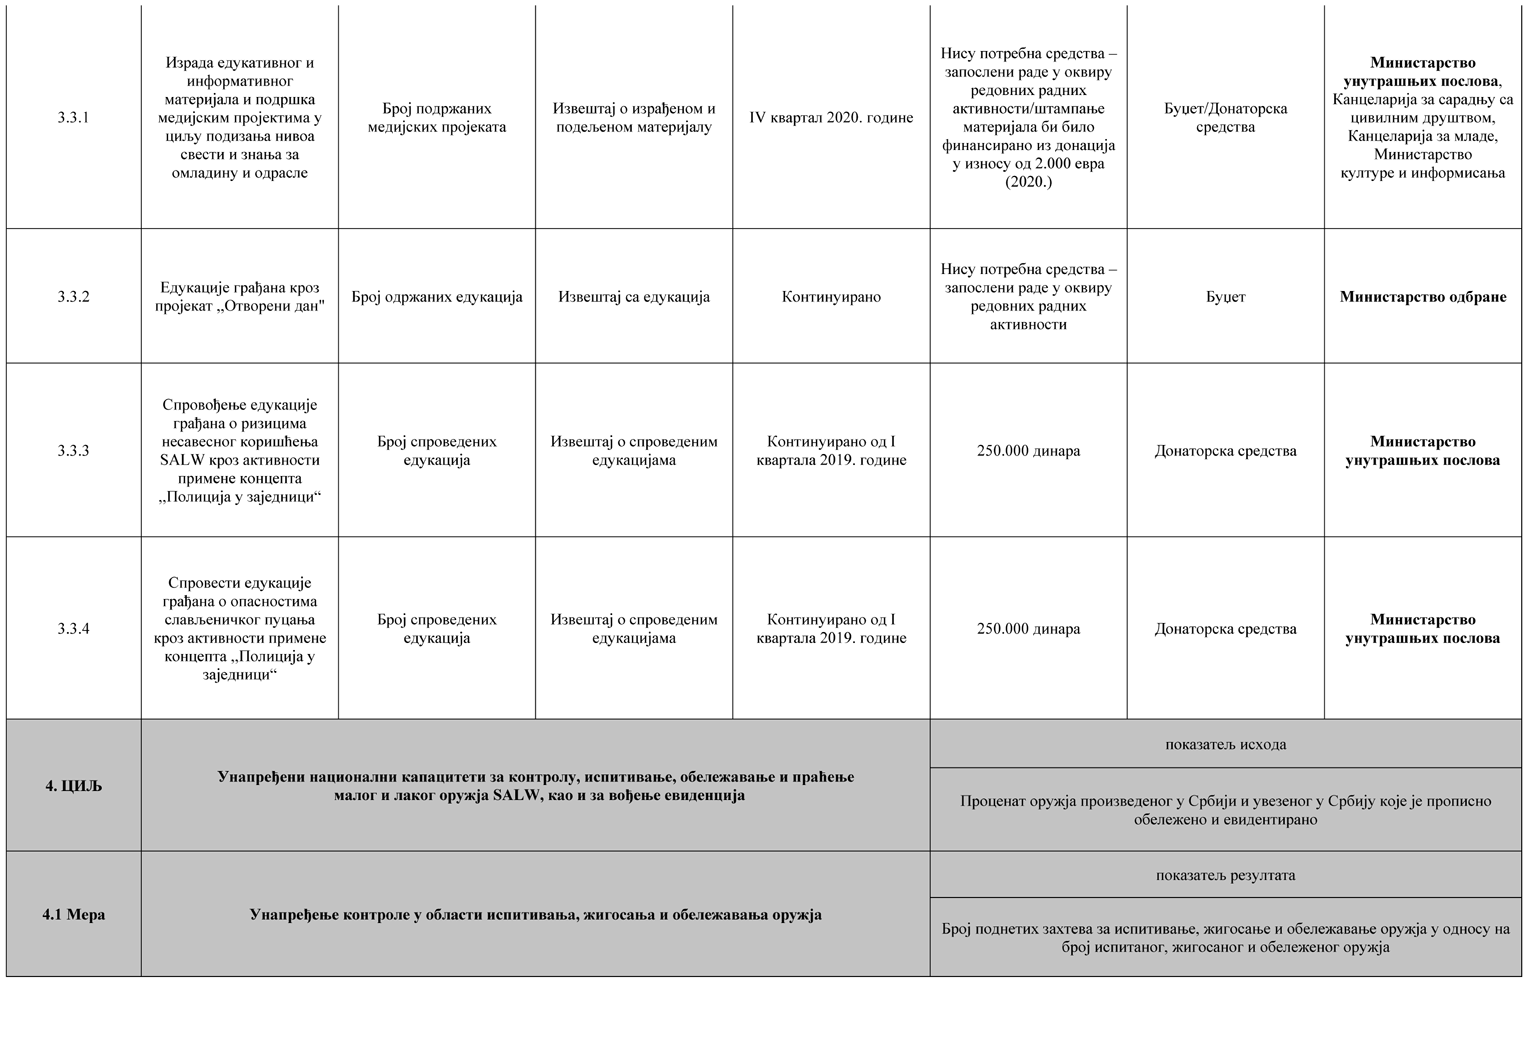 3.3.1
Израда едукативног и
информативног
материјала и подршка
медијским пројектима у
циљу подизања нивоа
свести и знања за
омладину и одрасле
Број подржаних
медијских пројеката
Извештај о израђеном и
подељеном материјалу
IV квартал 2020. године
Нису потребна средства –
запослени раде у оквиру
редовних радних
активности/штампање
материјала би било
финансирано из донација
у износу од 2.000 евра
(2020.)
Буџет/Донаторска
средства
Министарство
унутрашњих послова,
Канцеларија за сарадњу са
цивилним друштвом,
Канцеларија за младе,
Министарство
културе и информисања
3.3.2
Едукације грађана кроз
пројекат ,,Отворени дан"
Број одржаних едукација
Извештај са едукација
Континуирано
Нису потребна средства –
запослени раде у оквиру
редовних радних
активности
Буџет
Министарство одбране
3.3.3
Спровођење едукације
грађана о ризицима
несавесног коришћења
SALW кроз активности
примене концепта
,,Полиција у заједници“
Број спроведених
едукација
Извештај о спроведеним
едукацијама
Континуирано од I
квартала 2019. године
250.000 динара
Донаторска средства
Министарство
унутрашњих послова
3.3.4
Спровести едукације
грађана о опасностима
слављеничког пуцања
кроз активности примене
концепта ,,Полиција у
заједници“
Број спроведених
едукација
Извештај о спроведеним
едукацијама
Континуирано од I
квартала 2019. године
250.000 динара
Донаторска средства
Министарство
унутрашњих послова
4. ЦИЉ
Унапређени национални капацитети за контролу, испитивање, обележавање и праћење
малог и лаког оружја SALW, као и за вођење евиденција
показатељ исхода
Проценат оружја произведеног у Србији и увезеног у Србију које је прописно
обележено и евидентирано
4.1 Мера
Унапређење контроле у области испитивања, жигосања и обележавања оружја
показатељ резултата
Број поднетих захтева за испитивање, жигосање и обележавање оружја у односу на
број испитаног, жигосаног и обележеног оружја